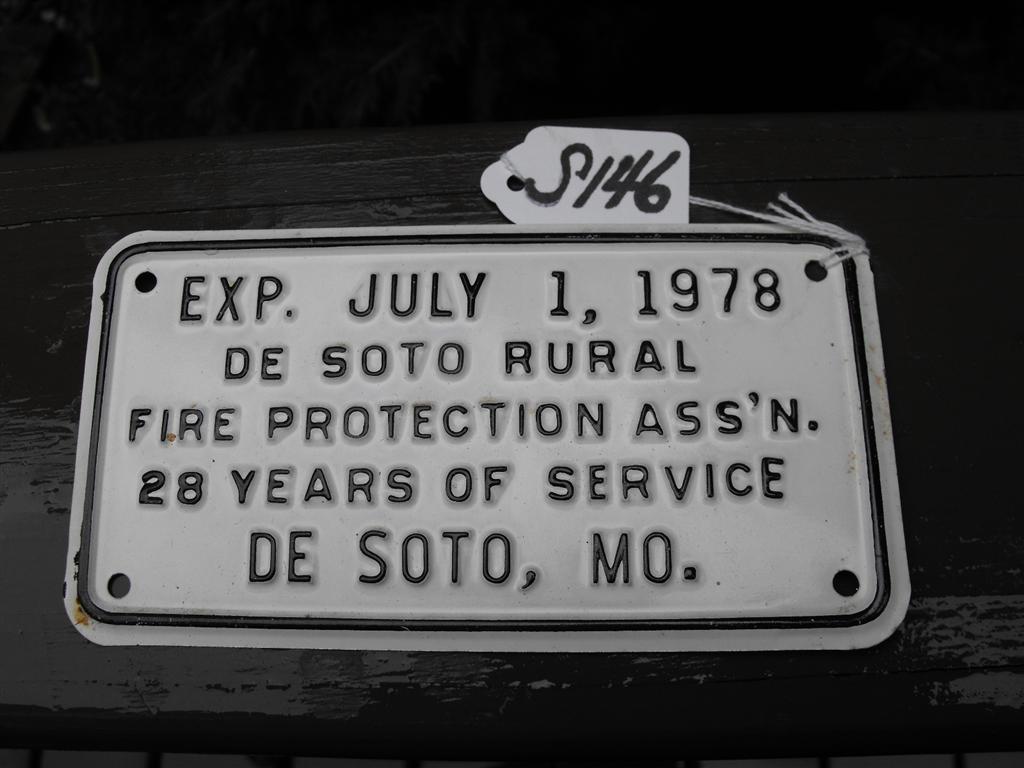 S146
EXP. JULY 1, 1978
DE SOTO RURAL
FIRE PROTECTION ASS'N.
28 YEARS OF SERVICE
DE SOTO, MO.